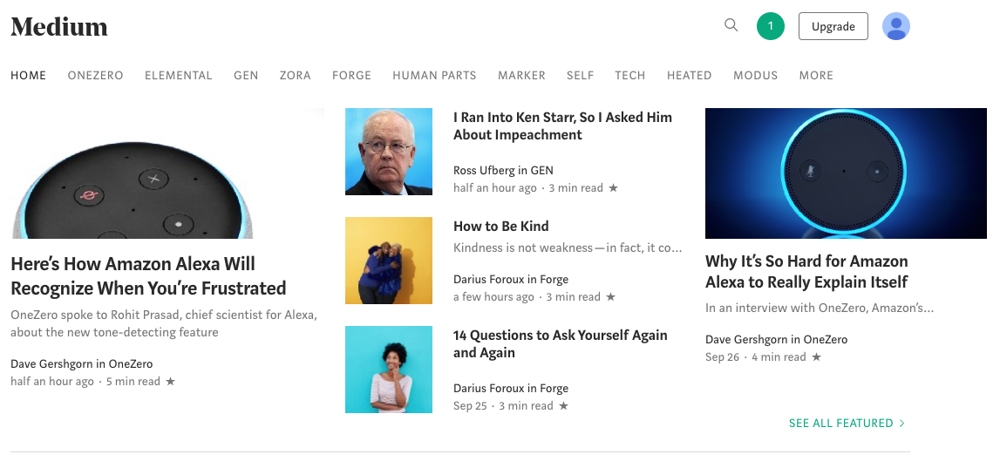 Medium
1
Upgrade
HOME ONEZERO ELEMENTAL GEN ZORA FORGE HUMAN PARTS MARKER SELF TECH HEATED MODUS MORE
Here's How Amazon Alexa Will
Recognize When You're Frustrated
OneZero spoke to Rohit Prasad, chief scientist for Alexa,
about the new tone-detecting feature
Dave Gershgorn in OneZero
half an hour ago · 5 min read ★
I Ran Into Ken Starr, So I Asked Him
About Impeachment
Ross Ufberg in GEN
half an hour ago · 3 min read ★
How to Be Kind
Kindness is not weakness — in fact, it co…
Darius Foroux in Forge
a few hours ago · 3 min read ★
14 Questions to Ask Yourself Again
and Again
Darius Foroux in Forge
Sep 25 · 3 min read ★
Why It's So Hard for Amazon
Alexa to Really Explain Itself
In an interview with OneZero, Amazon's…
Dave Gershgorn in OneZero
Sep 26 · 4 min read ★
SEE ALL FEATURED >